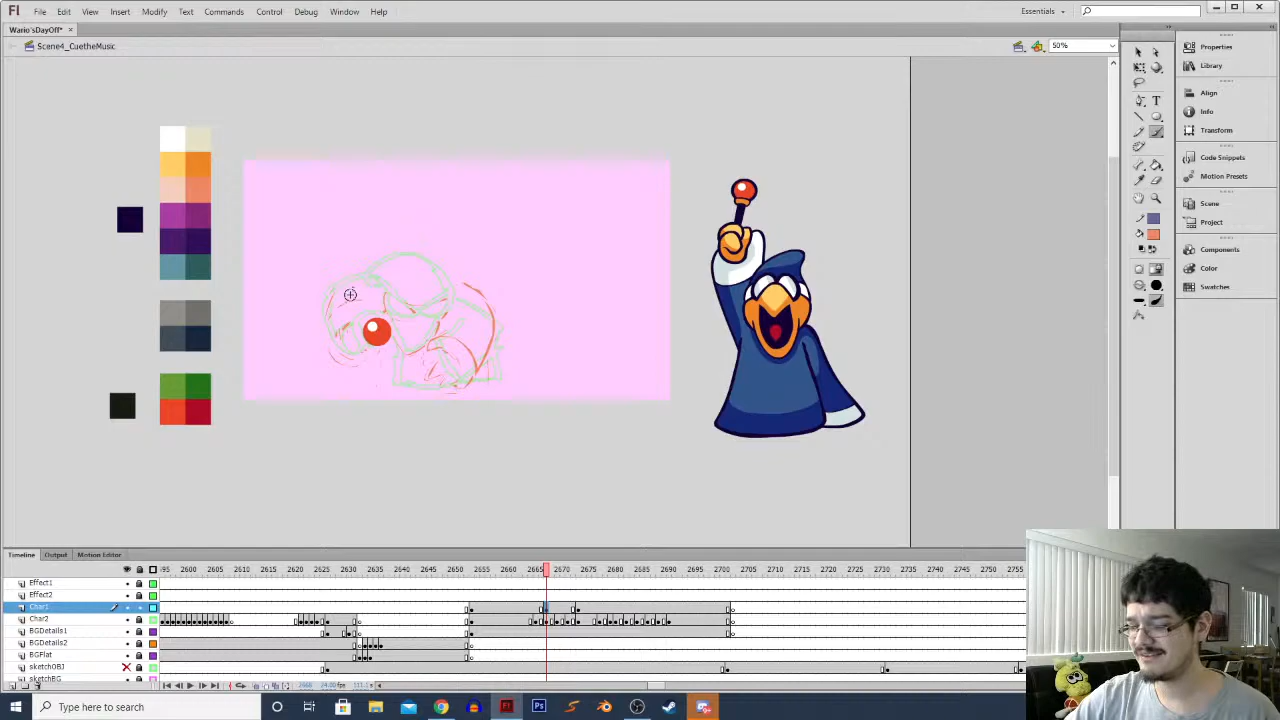 Fl File Edit View Insert Modify Text Commands Control Debug Window Help Essentials
Wario'sDayOff*
Scene4_CuetheMusic 50%
Properties
Library
Align
Info
Transform
Code Snippets
Motion Presets
Scene
Project
Components
Color
Swatches
Timeline Output Motion Editor
2600 2605 2610 2615 2620 2625 2630 2635 2640 2645 2650 2655 2660 2665 2670 2675 2680 2685 2690 2695 2700 2705 2710 2715 2720 2725 2730 2735 2740 2745 2750 2755
Effect1
Effect2
Char1
Char2
BGDetails1
BGDetails2
BGFlat
sketchOBJ
sketchBG
24.00fps
Type here to search